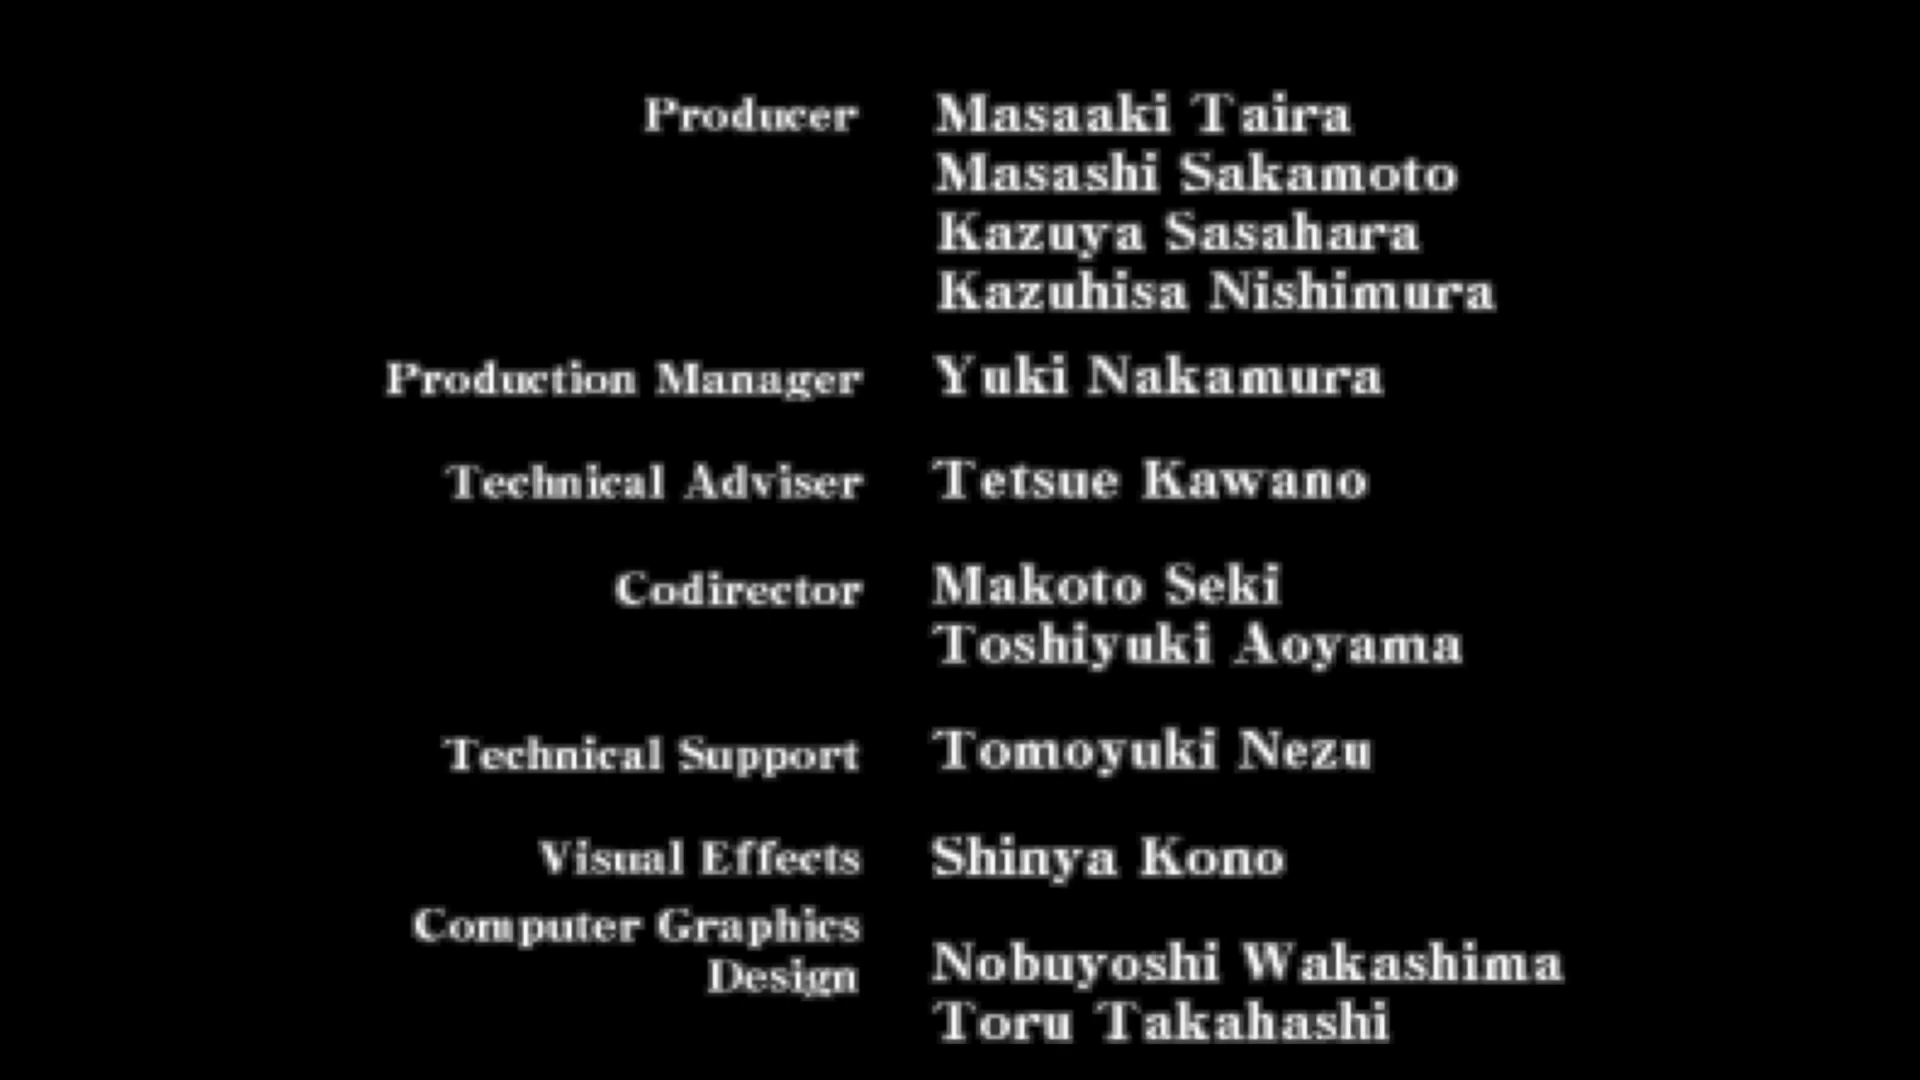 Producer Masaaki Taira
Masashi Sakamoto
Kazuya Sasahara
Kazuhisa Nishimura
Production Manager Yuki Nakamura
Technical Adviser Tetsue Kawano
Codirector Makoto Seki
Toshiyuki Aoyama
Technical Support Tomoyuki Nezu
Visual Effects Shinya Kono
Computer Graphics
Design Nobuyoshi Wakashima
Toru Takahashi